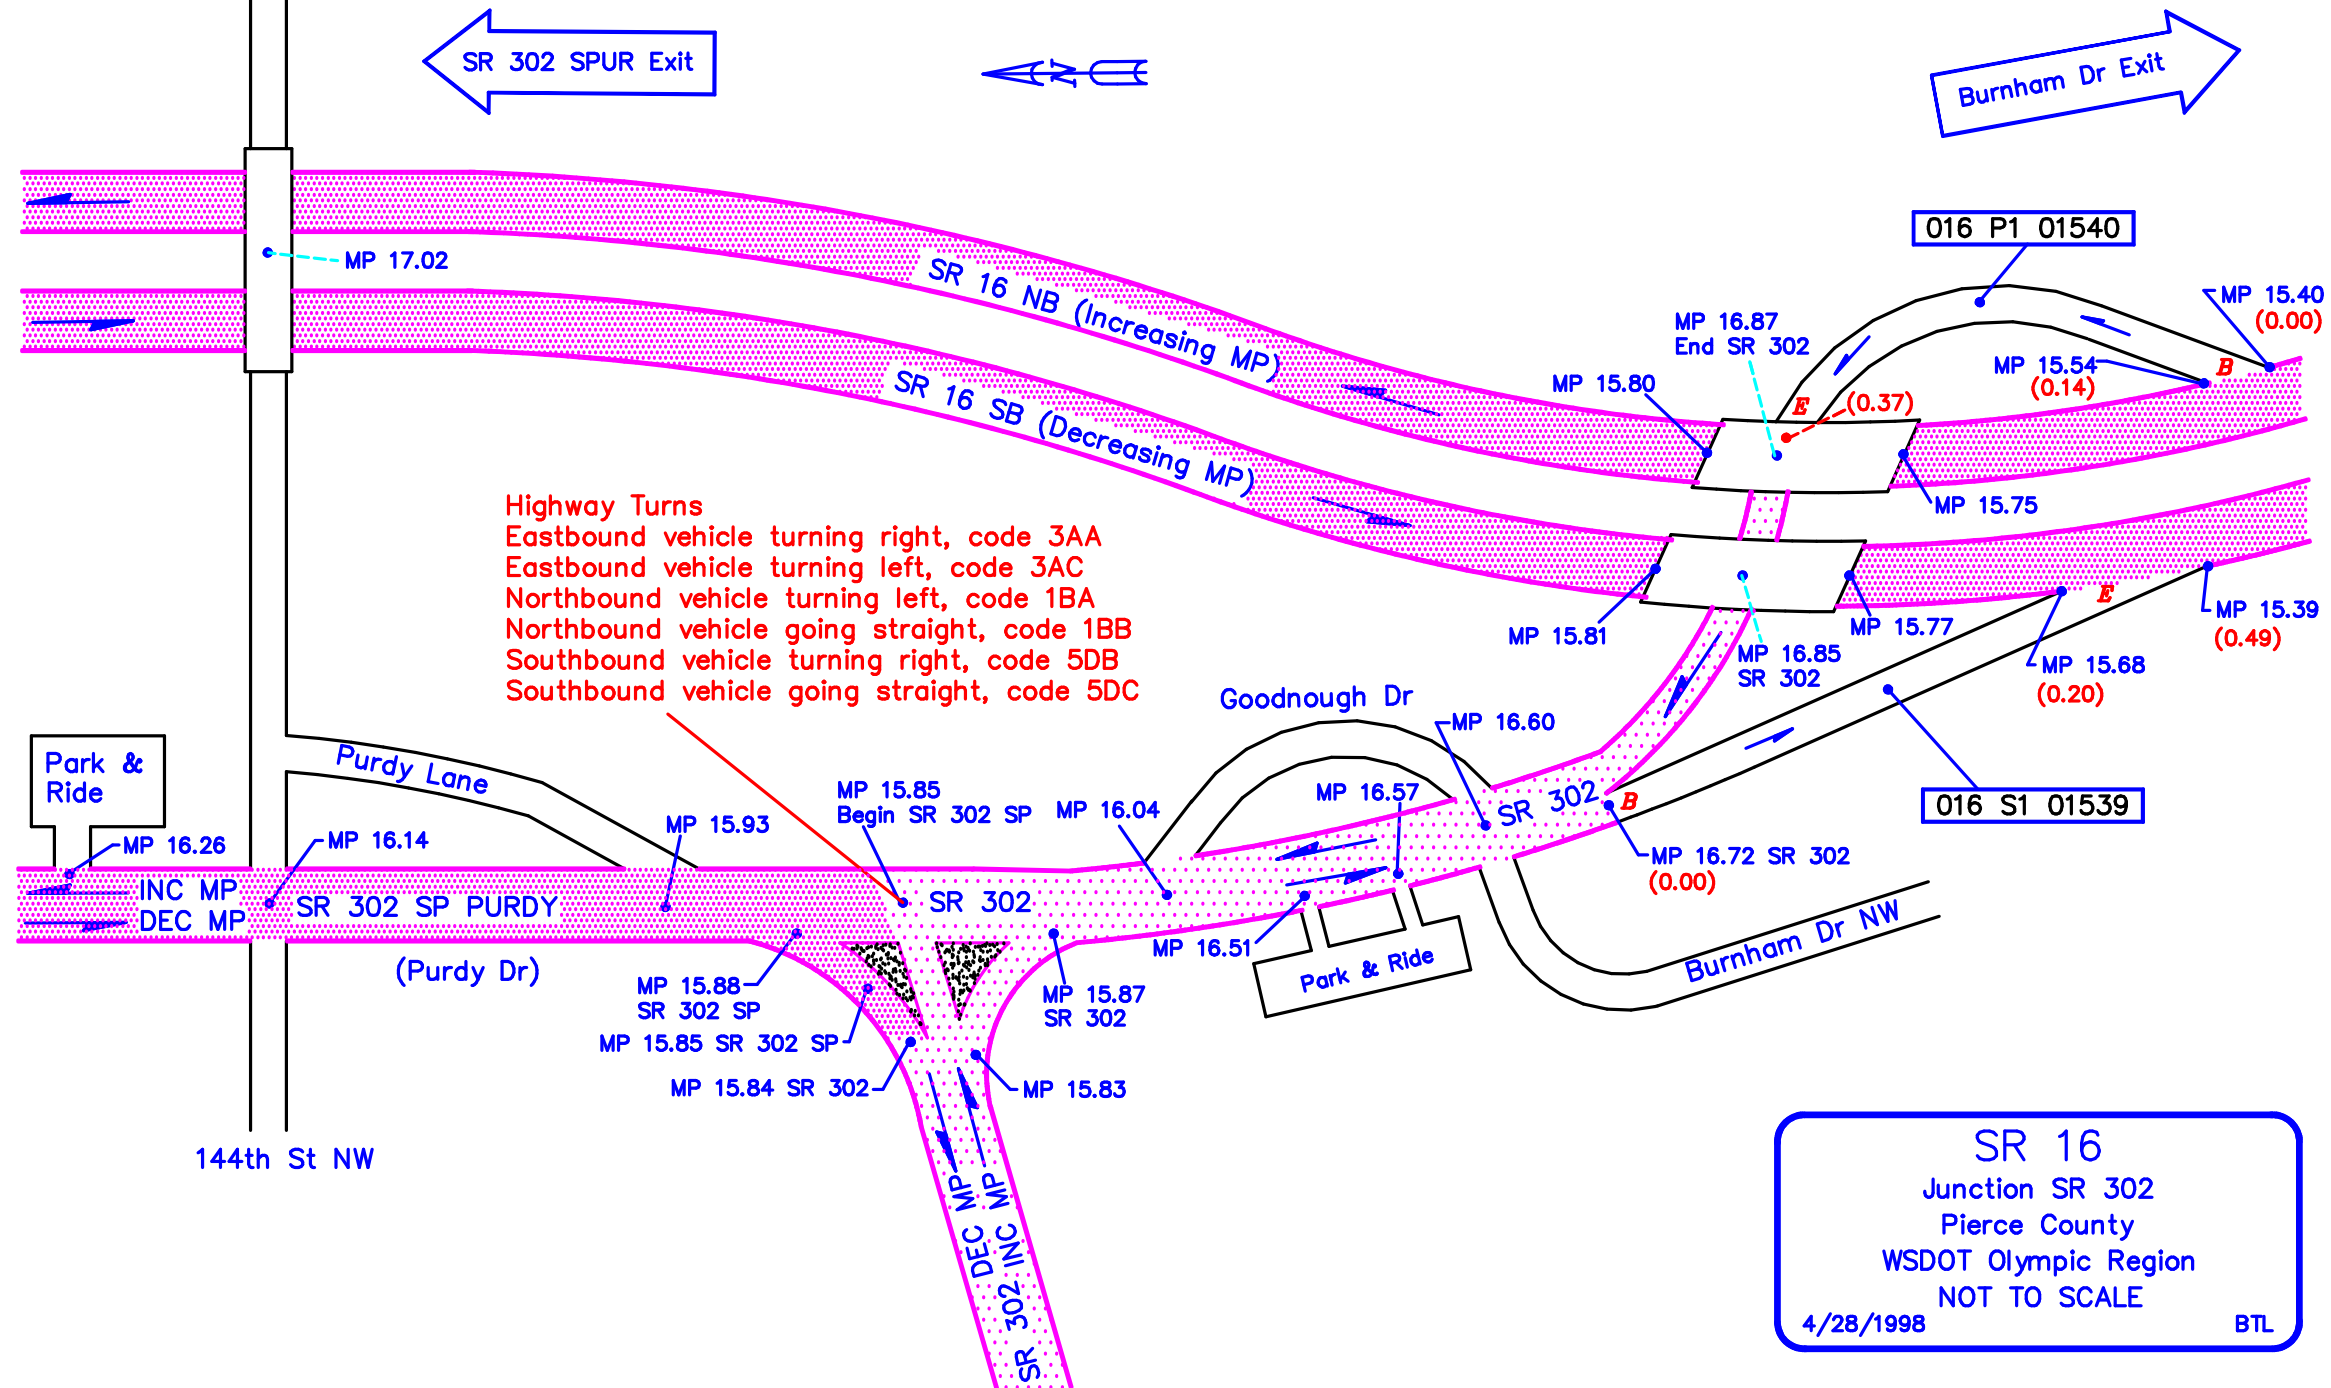 SR 302 SPUR Exit
N
Burnham Dr Exit
016 P1 01540
MP 17.02
SR 16 NB (Increasing MP)
MP 15.40
(0.00)
MP 16.87
End SR 302
MP 15.54
(0.14)
B
MP 15.80
E
(0.37)
SR 16 SB (Decreasing MP)
MP 15.75
Highway Turns
Eastbound vehicle turning right, code 3AA
Eastbound vehicle turning left, code 3AC
Northbound vehicle turning left, code 1BA
Northbound vehicle going straight, code 1BB
Southbound vehicle turning right, code 5DB
Southbound vehicle going straight, code 5DC
E
MP 15.39
(0.49)
MP 15.81
MP 15.77
MP 16.85
SR 302
MP 15.68
(0.20)
Goodnough Dr
MP 16.60
Park &
Ride
Purdy Lane
MP 15.85
Begin SR 302 SP
MP 16.04
MP 16.57
SR 302
B
016 S1 01539
MP 16.26
MP 16.14
MP 15.93
MP 16.72 SR 302
(0.00)
INC MP
DEC MP
SR 302 SP PURDY
SR 302
(Purdy Dr)
MP 16.51
Park & Ride
Burnham Dr NW
MP 15.88
SR 302 SP
MP 15.87
SR 302
MP 15.85 SR 302 SP
MP 15.84 SR 302
MP 15.83
144th St NW
DEC MP
SR 302 INC MP
SR 16
Junction SR 302
Pierce County
WSDOT Olympic Region
NOT TO SCALE
4/28/1998
BTL